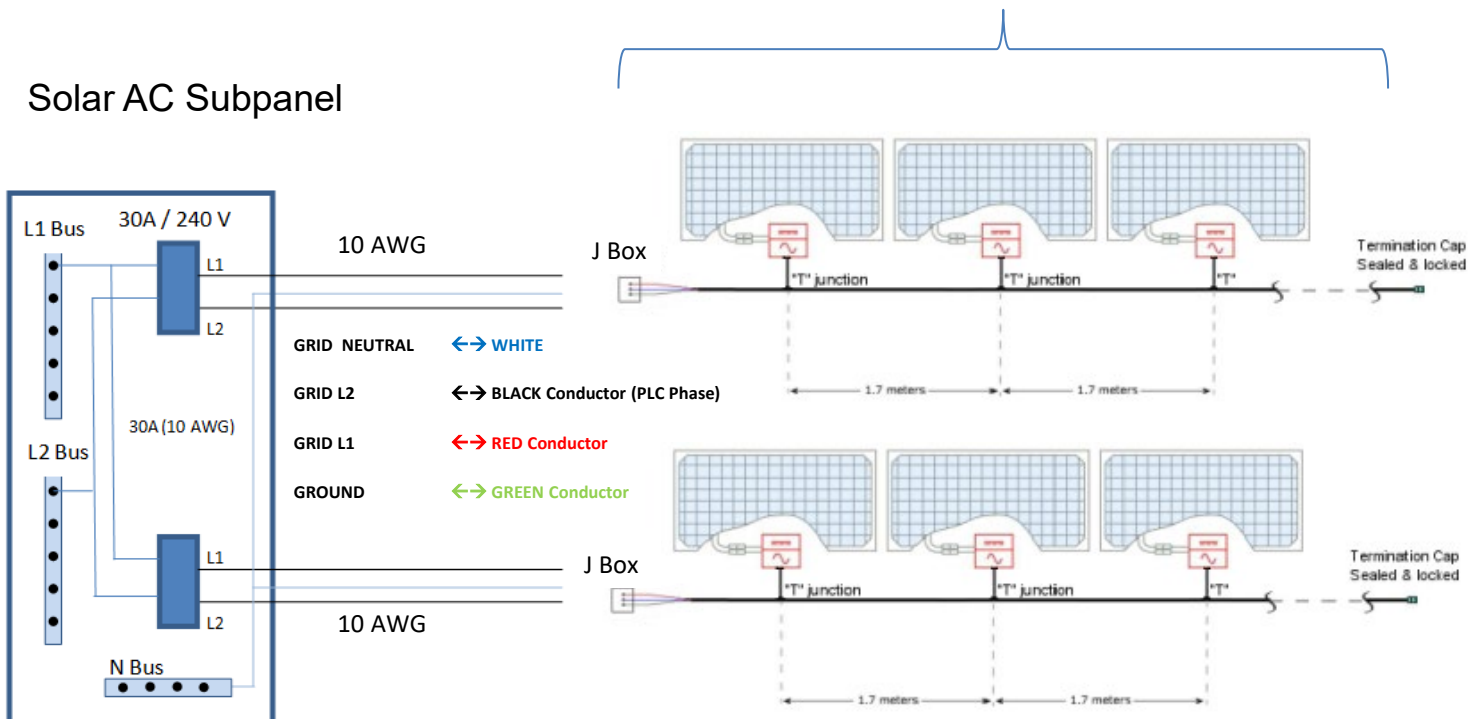 Solar AC Subpanel
L1 Bus
30A / 240 V
L1
L2
10 AWG
J Box
"T" junction
"T" junction
"T"
Termination Cap
Sealed & locked
1.7 meters
1.7 meters
GRID NEUTRAL ←→ WHITE
GRID L2 ←→ BLACK Conductor (PLC Phase)
GRID L1 ←→ RED Conductor
GROUND ←→ GREEN Conductor
30A (10 AWG)
L2 Bus
L1
L2
10 AWG
J Box
"T" junction
"T" junction
"T"
Termination Cap
Sealed & locked
1.7 meters
1.7 meters
N Bus